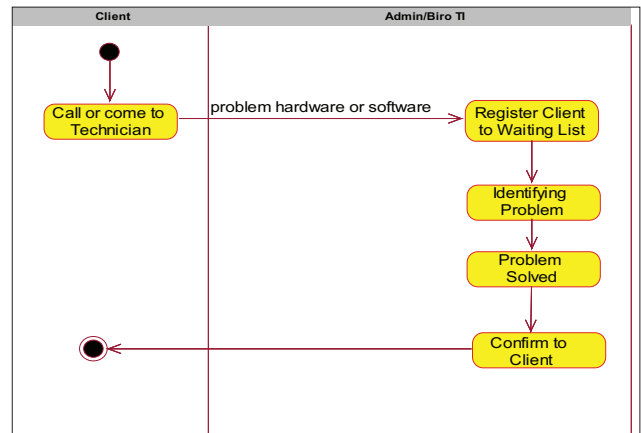 Client
Admin/Biro TI
Call or come to
Technician
problem hardware or software
Register Client
to Waiting List
Identifying
Problem
Problem
Solved
Confirm to
Client